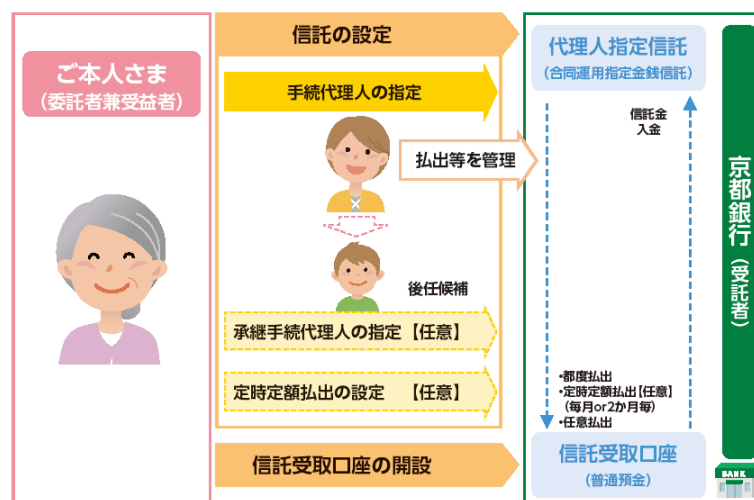 ご本人さま
（委託者兼受益者）
信託の設定
手続代理人の指定
払出等を管理
後任候補
承継手続代理人の指定【任意】
定時定額払出の設定 【任意】
信託受取口座の開設
代理人指定信託
（合同運用指定金銭信託）
信託金
入金
・都度払出
・定時定額払出【任意】
（毎月or2か月毎）
・任意払出
信託受取口座
（普通預金）
京都銀行（受託者）
BANK